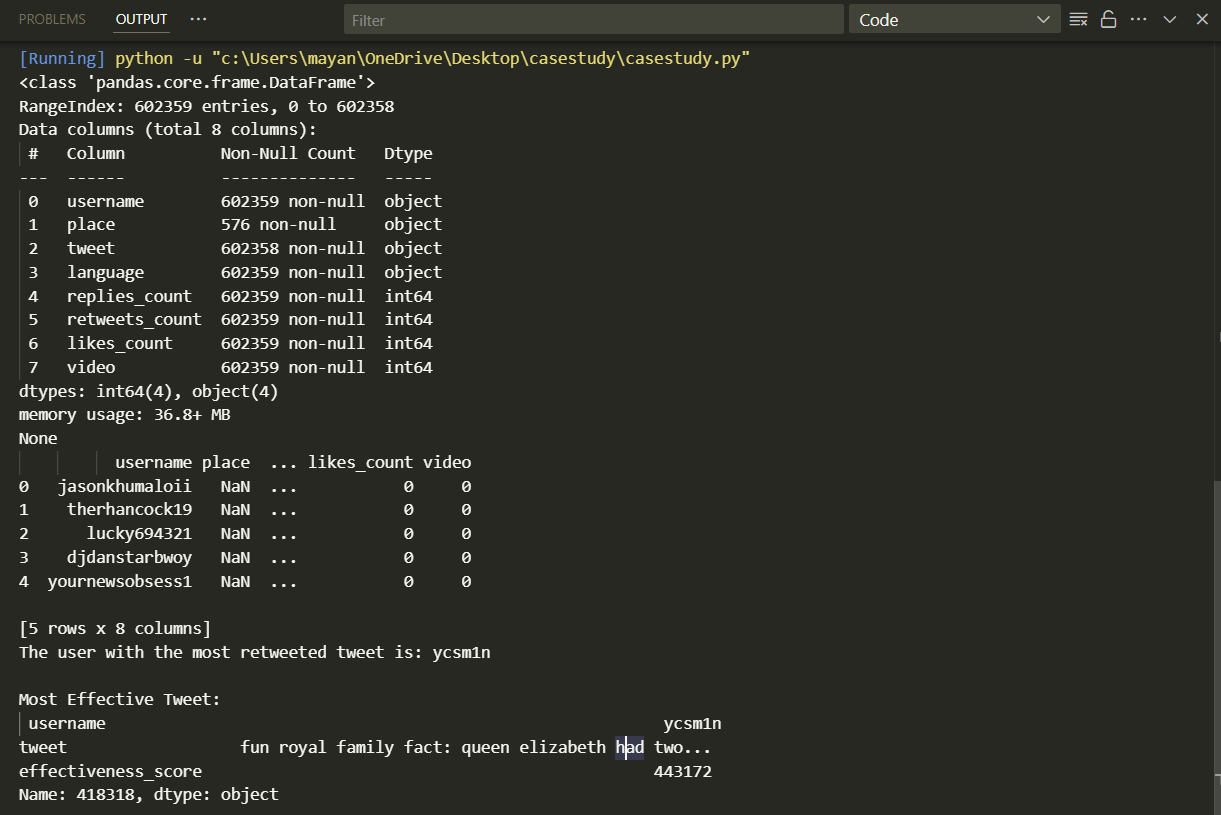 PROBLEMS OUTPUT ... Filter Code
[Running] python -u "c:\Users\mayan\OneDrive\Desktop\casestudy\casestudy.py"
<class 'pandas.core.frame.DataFrame'>
RangeIndex: 602359 entries, 0 to 602358
Data columns (total 8 columns):
 #   Column          Non-Null Count   Dtype
---  ------          --------------   -----
 0   username        602359 non-null  object
 1   place           576 non-null     object
 2   tweet           602358 non-null  object
 3   language        602359 non-null  object
 4   replies_count   602359 non-null  int64
 5   retweets_count  602359 non-null  int64
 6   likes_count     602359 non-null  int64
 7   video           602359 non-null  int64
dtypes: int64(4), object(4)
memory usage: 36.8+ MB
None
          username place  ... likes_count video
0    jasonkhumaloii   NaN  ...           0     0
1     therhancock19   NaN  ...           0     0
2       lucky694321   NaN  ...           0     0
3     djdanstarbwoy   NaN  ...           0     0
4   yournewsobsess1   NaN  ...           0     0
[5 rows x 8 columns]
The user with the most retweeted tweet is: ycsm1n
Most Effective Tweet:
 username                                                          ycsm1n
tweet                  fun royal family fact: queen elizabeth had two...
effectiveness_score                                               443172
Name: 418318, dtype: object